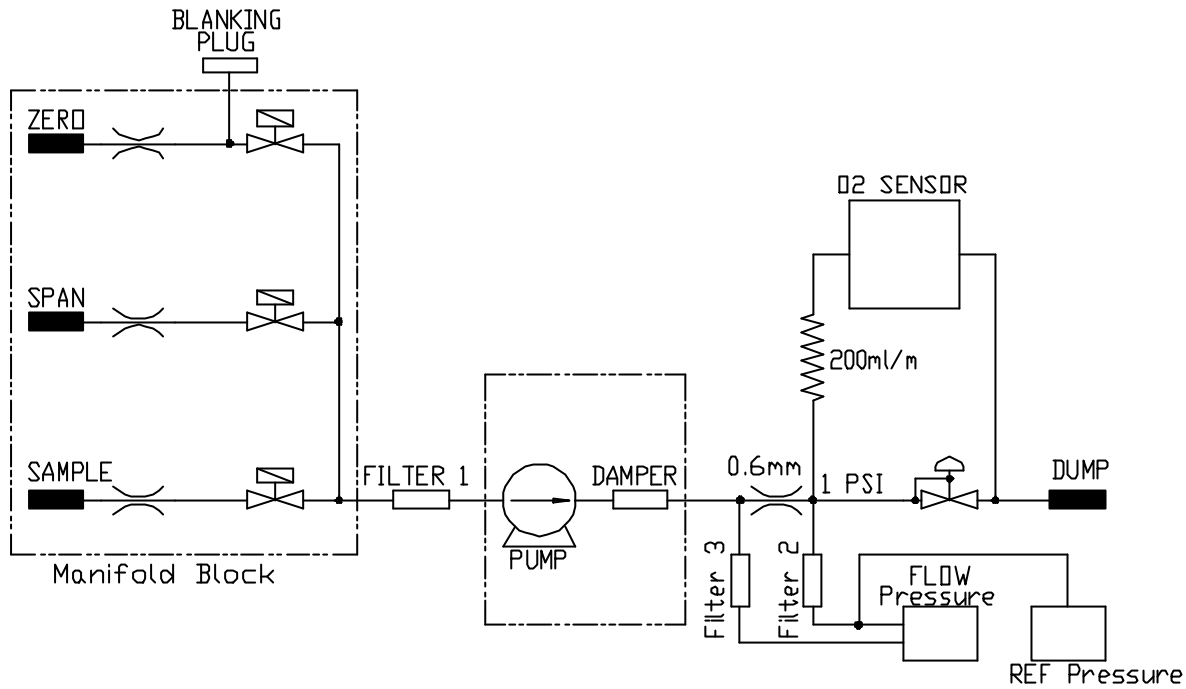 BLANKING
PLUG
ZERO
O2 SENSOR
SPAN
200ml/m
SAMPLE
FILTER 1
DAMPER
0.6mm
1 PSI
DUMP
PUMP
Manifold Block
Filter 3
Filter 2
FLOW
Pressure
REF Pressure